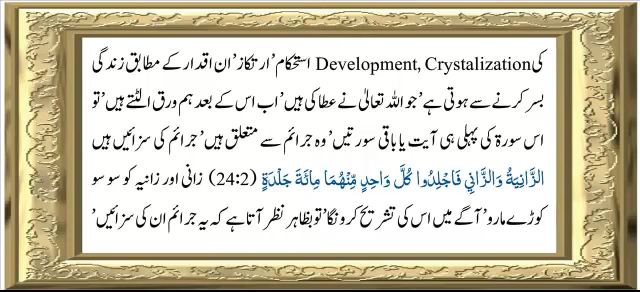 کی Development, Crystalization استحکام' ارتکاز' ان اقدار کے مطابق زندگی
بسر کرنے سے ہوتی ہے' جو اللہ تعالیٰ نے عطا کی ہیں' اب اس کے بعد ہم ورق الٹتے ہیں' تو
اس سورۃ کی پہلی ہی آیت یا باقی سورتیں' وہ جرائم سے متعلق ہیں' جرائم کی سزائیں ہیں
الزَّانِيَةُ وَالزَّانِي فَاجْلِدُوا كُلَّ وَاحِدٍ مِّنْهُمَا مِائَةَ جَلْدَةٍ (24:2) زانی اور زانیہ کو سو سو
کوڑے مارو' آگے میں اس کی تشریح کرونگا' تو بظاہر نظر آتا ہے کہ یہ جرائم ان کی سزائیں'